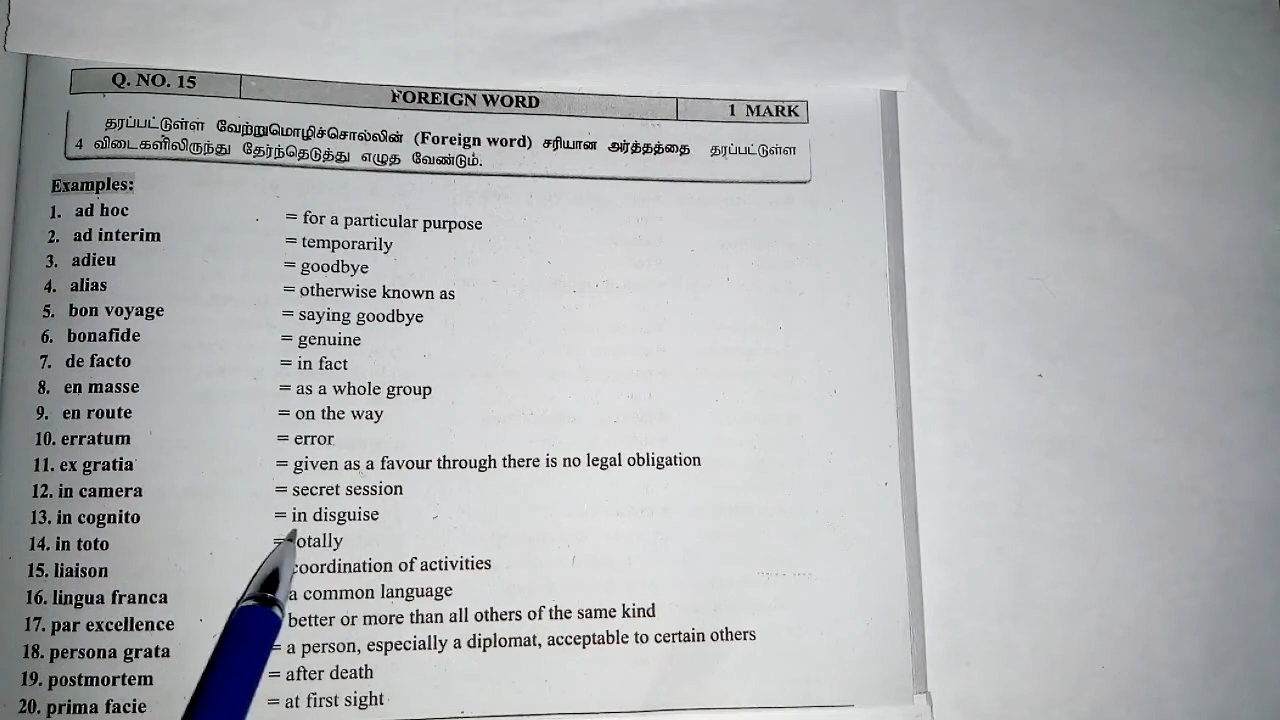 Q. NO. 15 FOREIGN WORD 1 MARK
தரப்பட்டுள்ள வேற்றுமொழிச்சொல்லின் (Foreign word) சரியான அர்த்தத்தை தரப்பட்டுள்ள
4 விடைகளிலிருந்து தேர்ந்தெடுத்து எழுத வேண்டும்.
Examples:
1. ad hoc = for a particular purpose
2. ad interim = temporarily
3. adieu = goodbye
4. alias = otherwise known as
5. bon voyage = saying goodbye
6. bonafide = genuine
7. de facto = in fact
8. en masse = as a whole group
9. en route = on the way
10. erratum = error
11. ex gratia = given as a favour through there is no legal obligation
12. in camera = secret session
13. in cognito = in disguise
14. in toto = totally
15. liaison coordination of activities
16. lingua franca a common language
17. par excellence better or more than all others of the same kind
18. persona grata = a person, especially a diplomat, acceptable to certain others
19. postmortem = after death
20. prima facie = at first sight